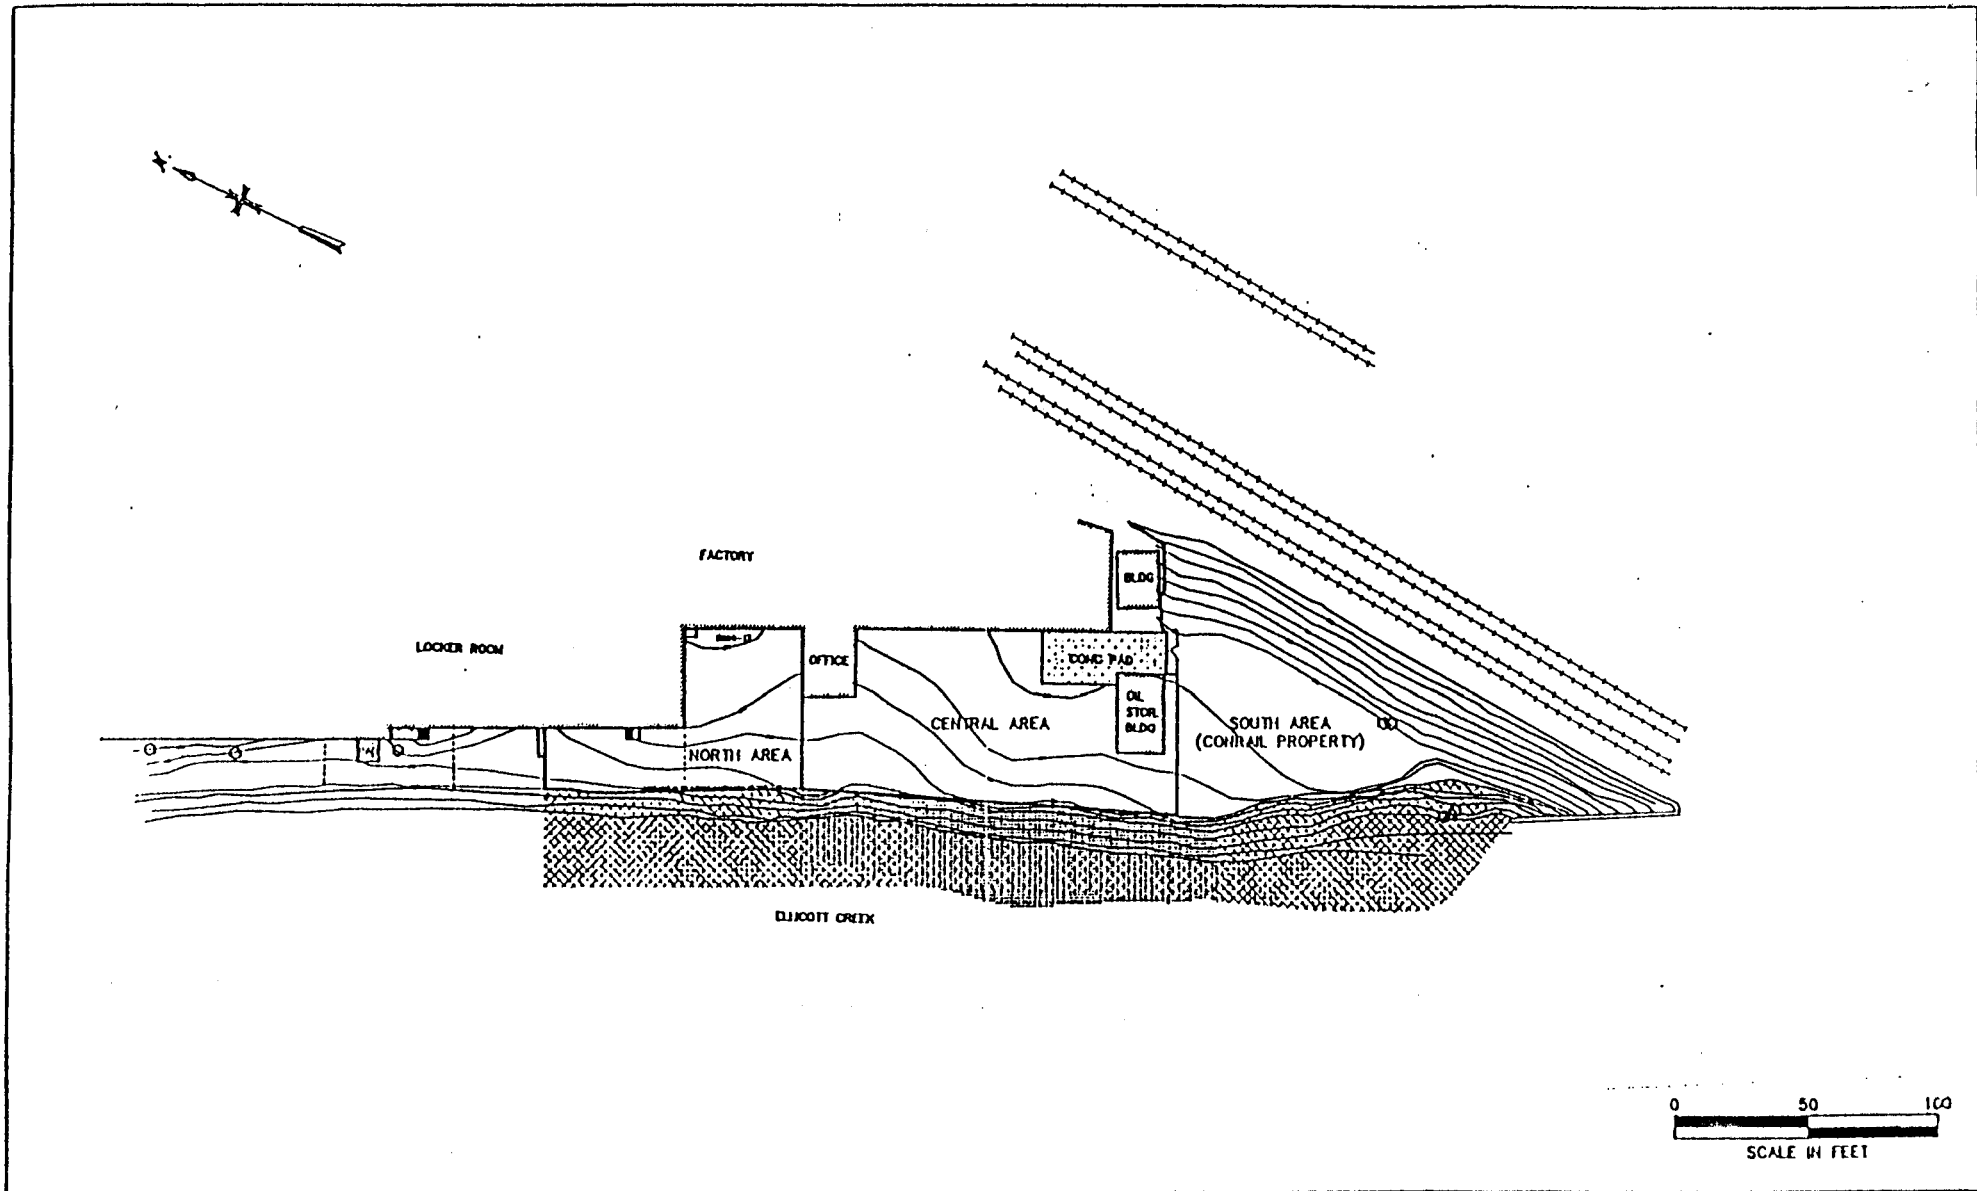 N
FACTORY
BLDG
LOCKER ROOM
OFFICE
CONC PAD
OIL
STOR.
BLDG
CENTRAL AREA
SOUTH AREA
(CONRAIL PROPERTY)
NORTH AREA
ELLICOTT CREEK
0 50 100
SCALE IN FEET